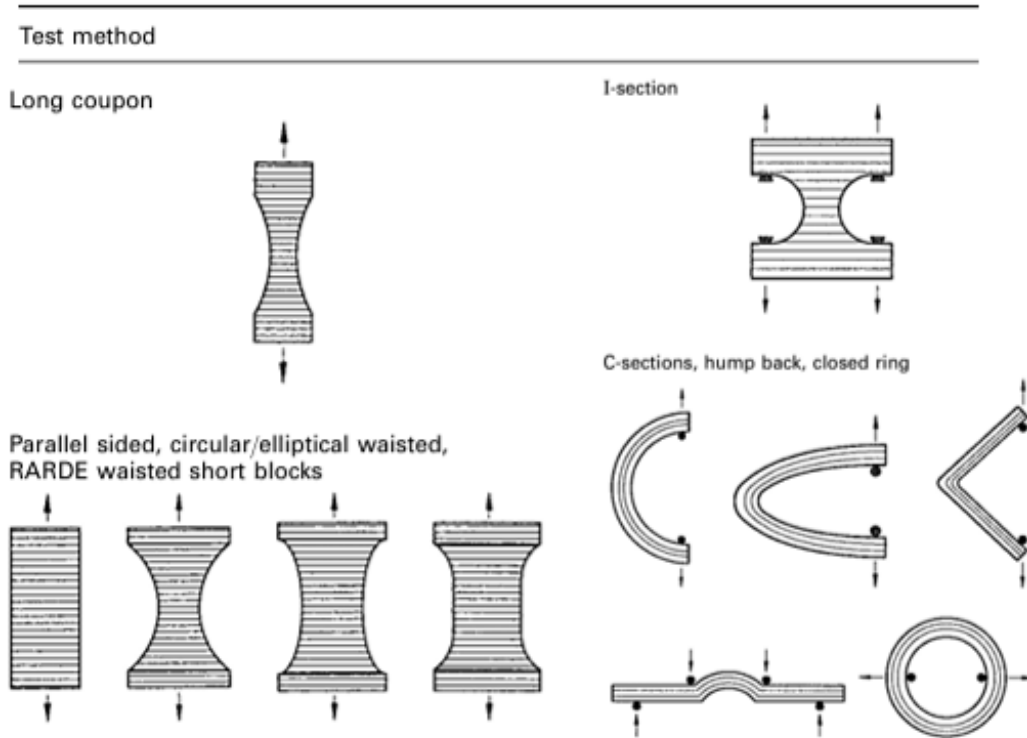 Test method
Long coupon
I-section
C-sections, hump back, closed ring
Parallel sided, circular/elliptical waisted,
RARDE waisted short blocks